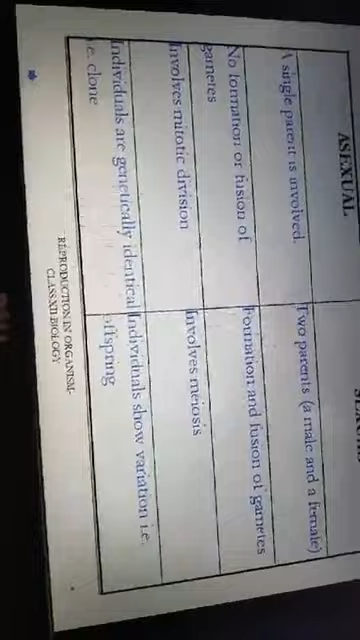 ASEXUAL
A single parent is involved.
Two parents (a male and a female)
No formation or fusion of
gametes
Formation and fusion of gametes
Involves mitotic division
Involves meiosis
Individuals are genetically identical
i.e. clone
Individuals show variation i.e.
offspring
REPRODUCTION IN ORGANISM-
CLASS XII BIOLOGY